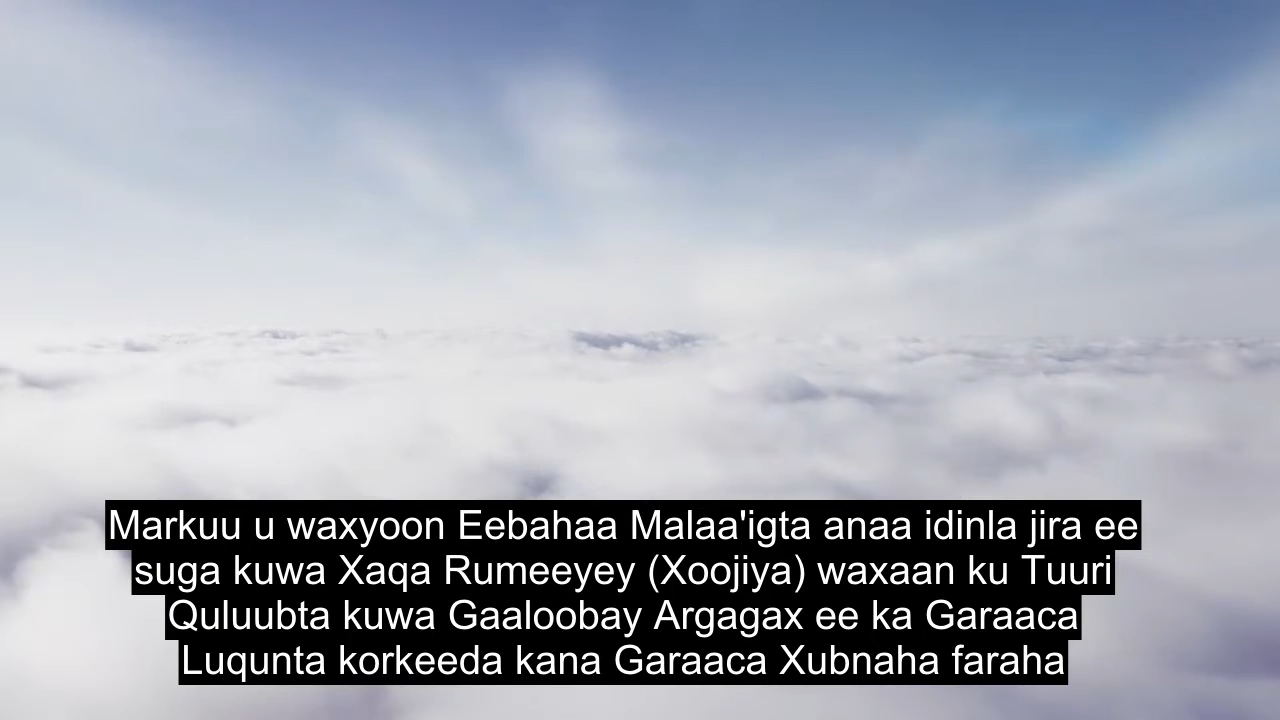 Markuu u waxyoon Eebahaa Malaa'igta anaa idinla jira ee
suga kuwa Xaqa Rumeeyey (Xoojiya) waxaan ku Tuuri
Quluubta kuwa Gaaloobay Argagax ee ka Garaaca
Luqunta korkeeda kana Garaaca Xubnaha faraha